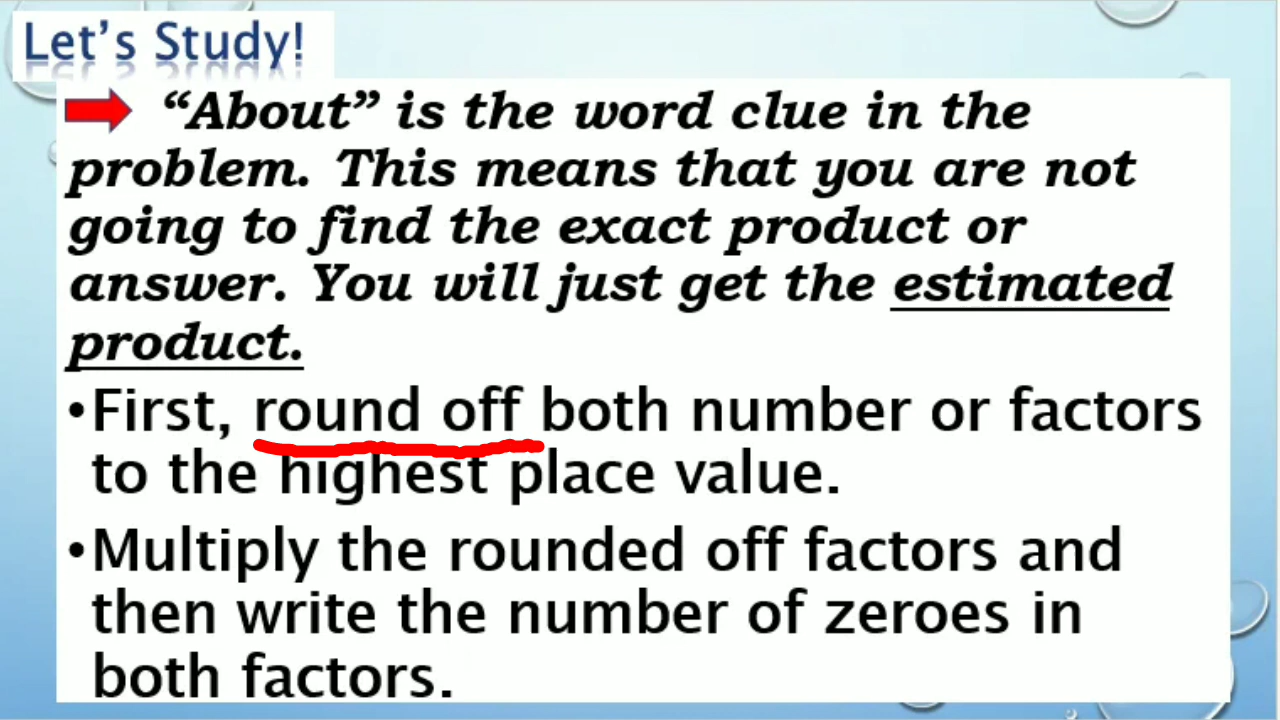 Let's Study!
“About” is the word clue in the
problem. This means that you are not
going to find the exact product or
answer. You will just get the estimated
product.
•First, round off both number or factors
to the highest place value.
•Multiply the rounded off factors and
then write the number of zeroes in
both factors.